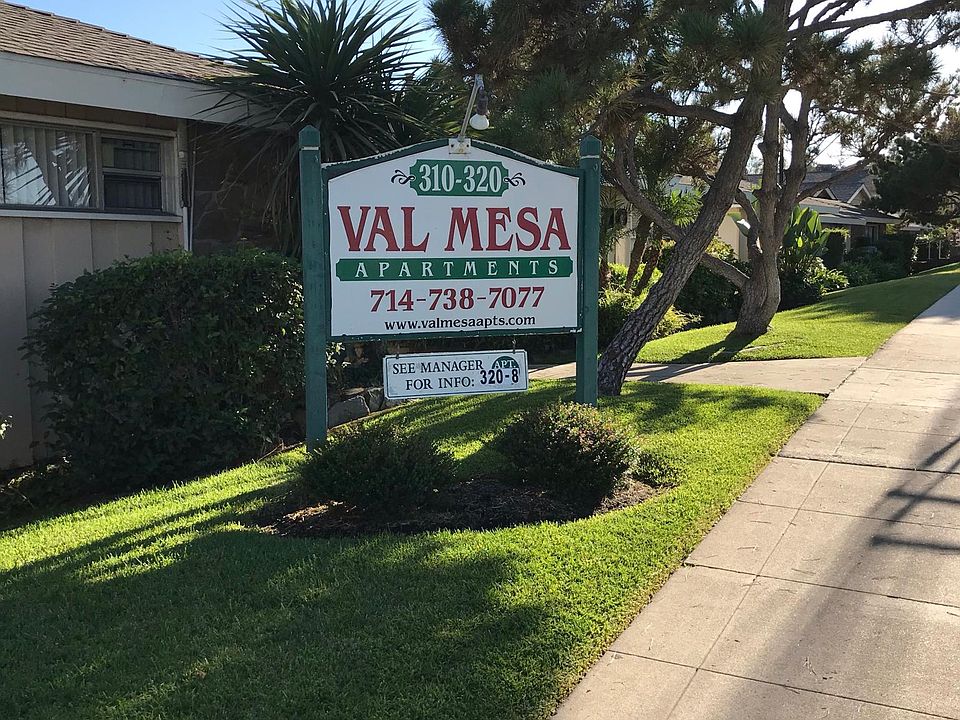 310-320
VAL MESA
APARTMENTS
714-738-7077
www.valmesaapts.com
SEE MANAGER APT.
FOR INFO: 320-8